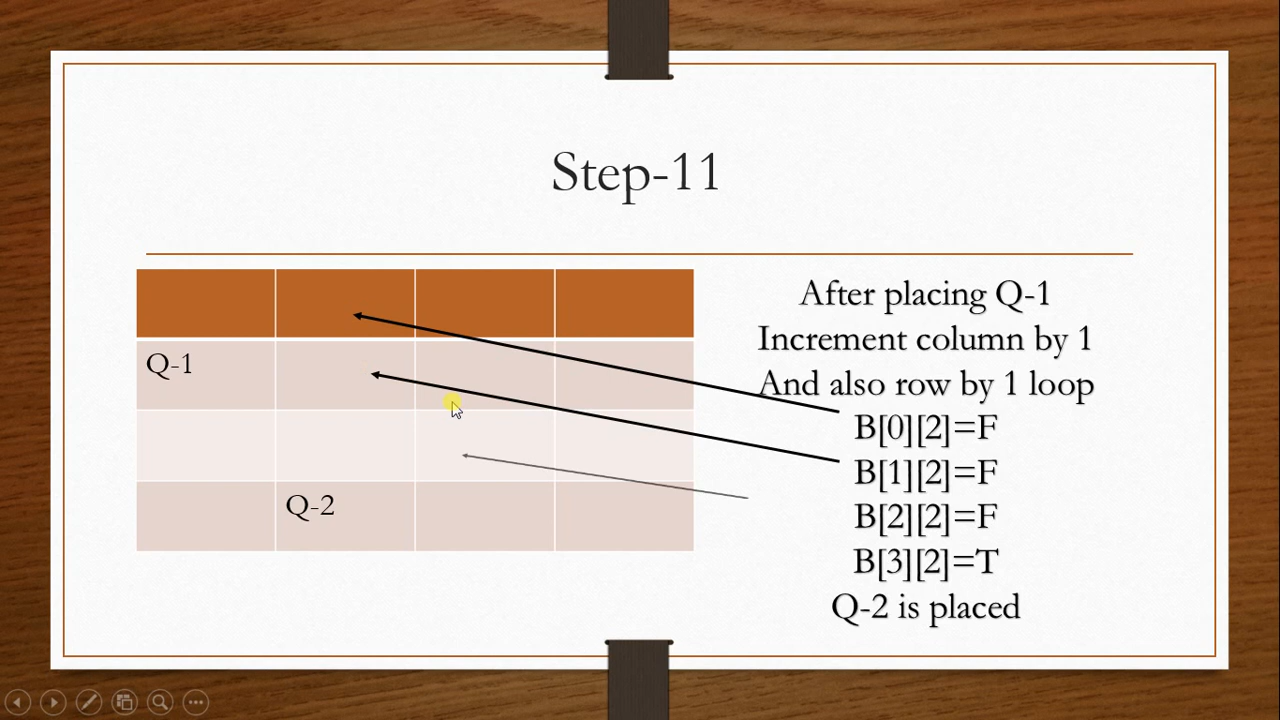 Step-11
Q-1
Q-2
After placing Q-1
Increment column by 1
And also row by 1 loop
B[0][2]=F
B[1][2]=F
B[2][2]=F
B[3][2]=T
Q-2 is placed